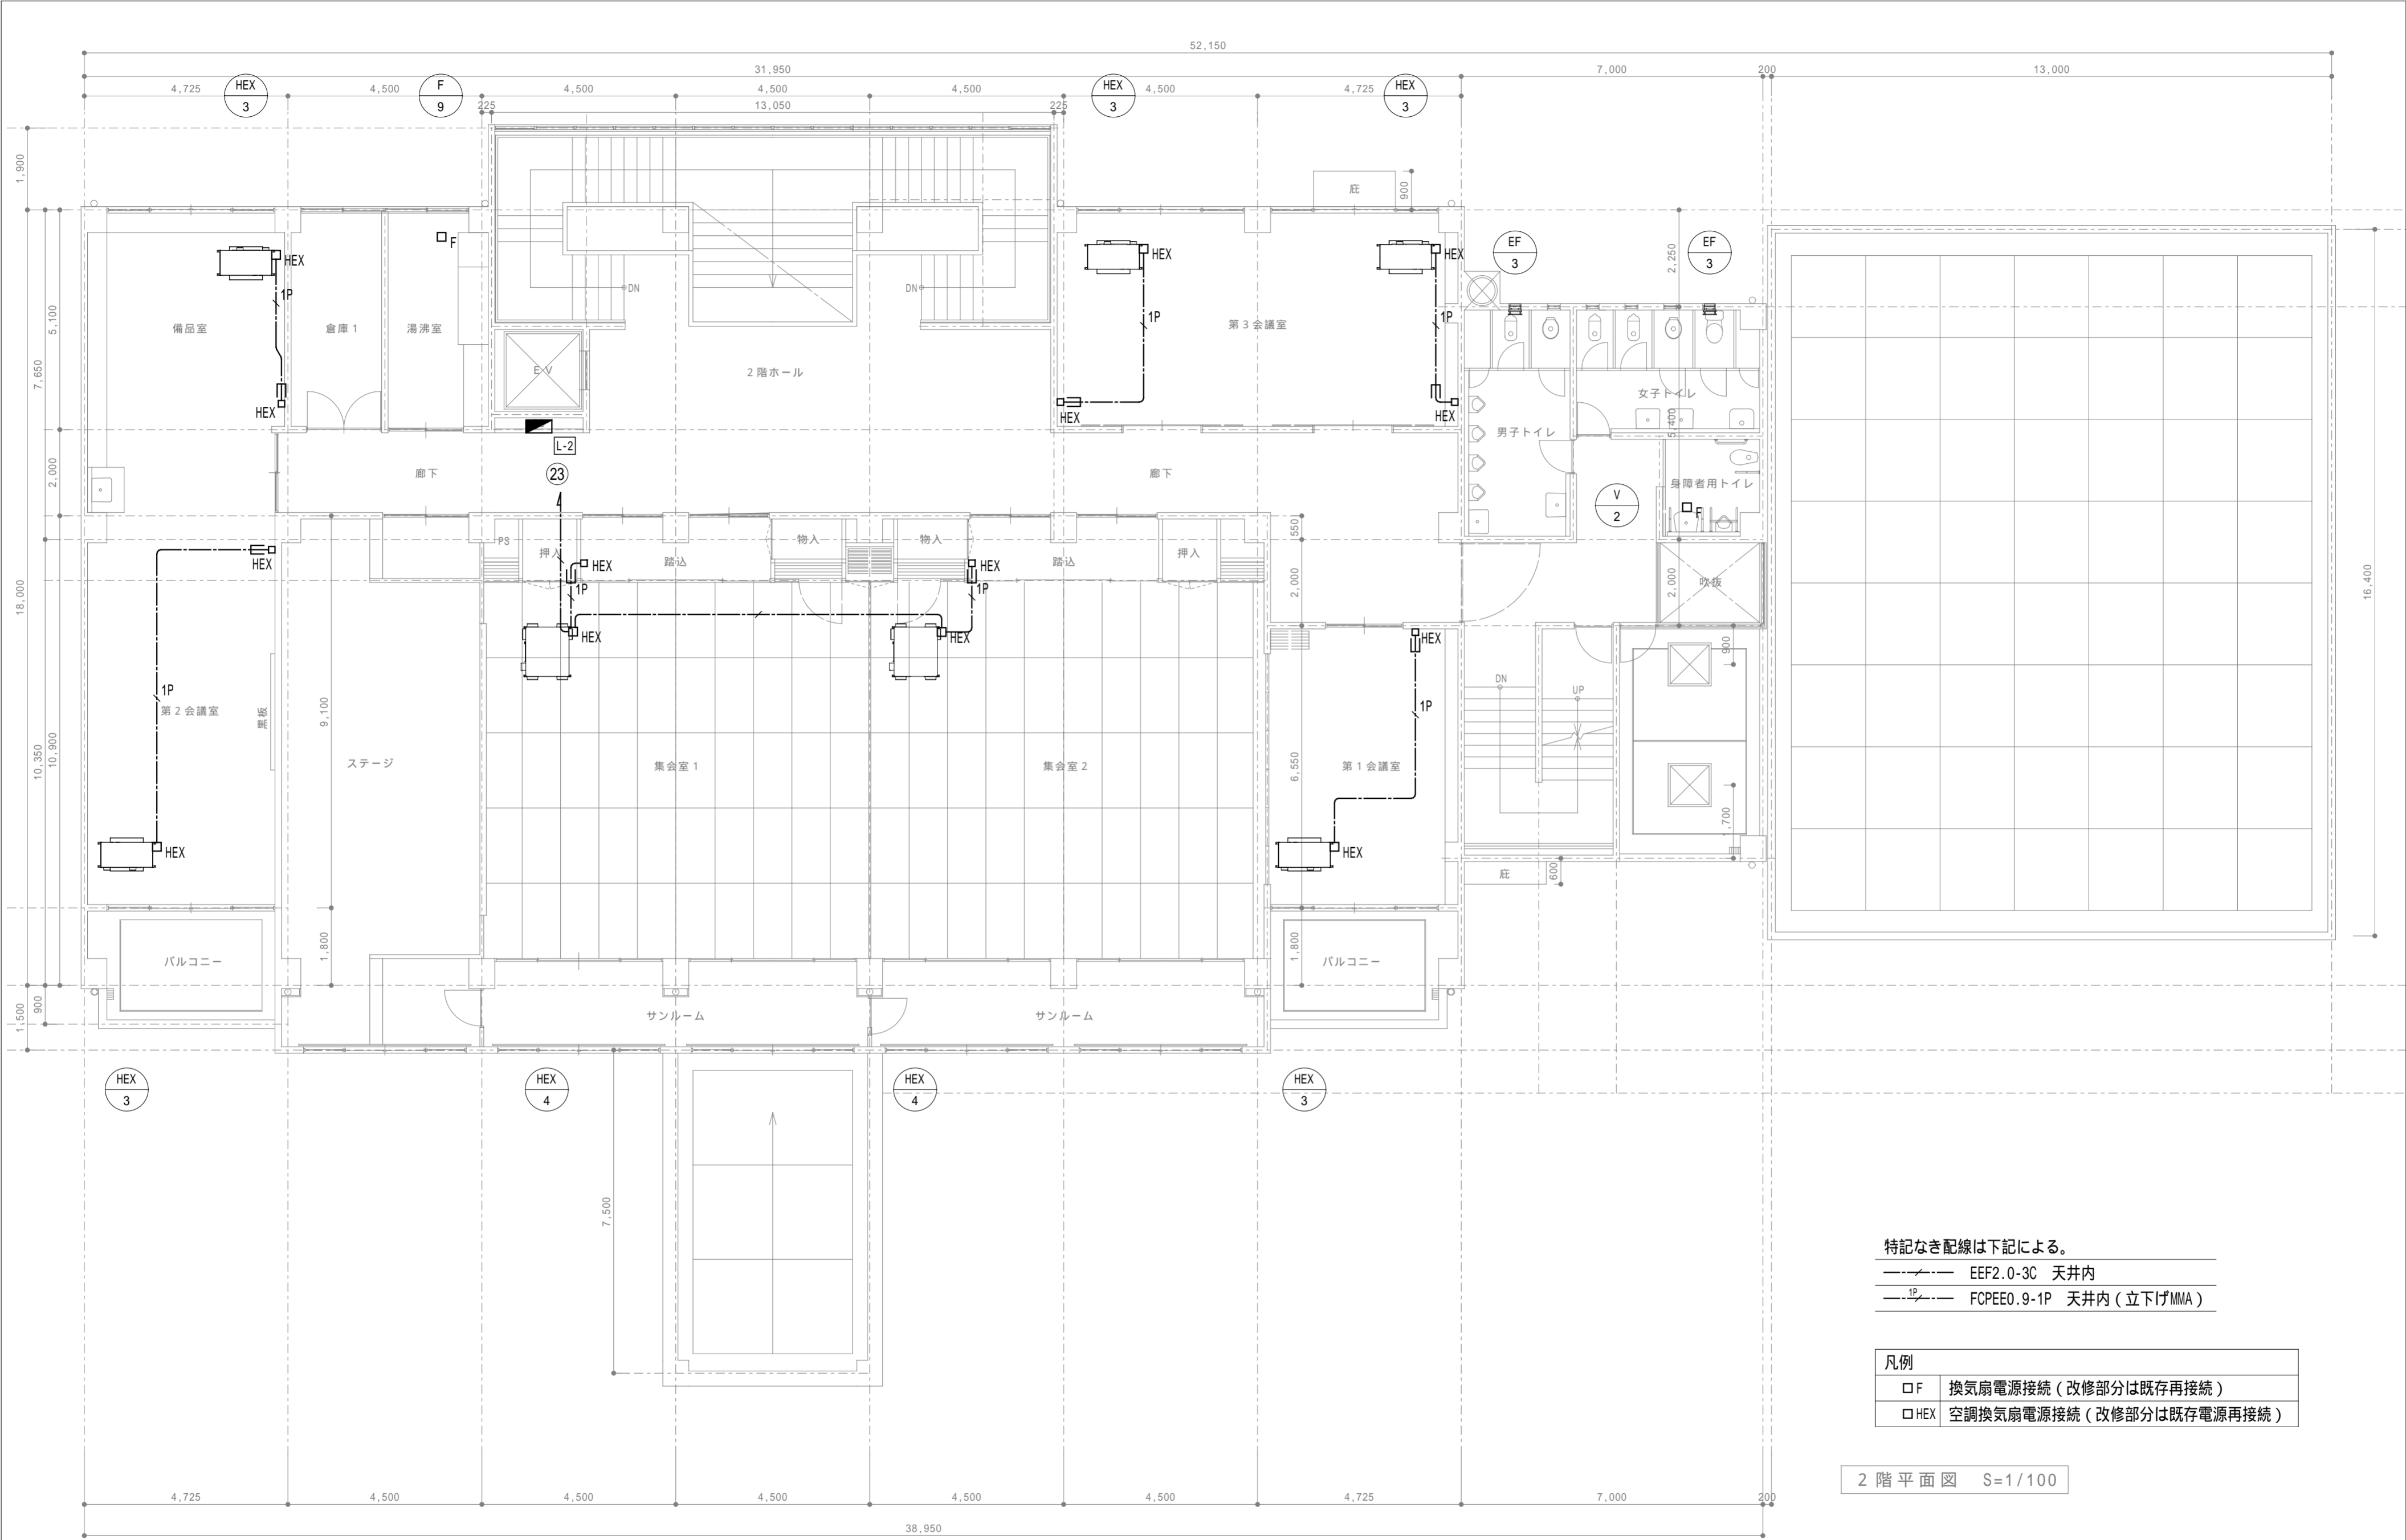 52,150
31,950
7,000
200
13,000
4,725
HEX
3
4,500
F
9
4,500
4,500
4,500
HEX
3
4,500
4,725
HEX
3
225
13,050
225
1,900
庇
900
F
HEX
HEX
HEX
EF
3
EF
3
2,250
DN
DN
1P
1P
1P
5,100
備品室
倉庫1
湯沸室
第3会議室
7,650
EV
2階ホール
女子トイレ
HEX
HEX
HEX
5,400
男子トイレ
L-2
2,000
23
廊下
廊下
身障者用トイレ
V
2
F
550
PS
押入
物入
物入
押入
踏込
踏込
HEX
HEX
HEX
吹抜
1P
1P
2,000
2,000
18,000
16,400
HEX
HEX
HEX
900
DN
UP
1P
1P
第2会議室
黒板
9,100
10,350
10,900
ステージ
集会室1
集会室2
6,550
第1会議室
,700
HEX
HEX
庇
600
1,800
1,800
バルコニー
バルコニー
1,500
900
サンルーム
サンルーム
HEX
3
HEX
4
HEX
4
HEX
3
7,500
特記なき配線は下記による。
EEF2.0-3C 天井内
1P
FCPEE0.9-1P 天井内(立下げMMA)
凡例
F 換気扇電源接続(改修部分は既存再接続)
HEX 空調換気扇電源接続(改修部分は既存電源再接続)
2階平面図 S=1/100
4,725
4,500
4,500
4,500
4,500
4,500
4,725
7,000
200
38,950